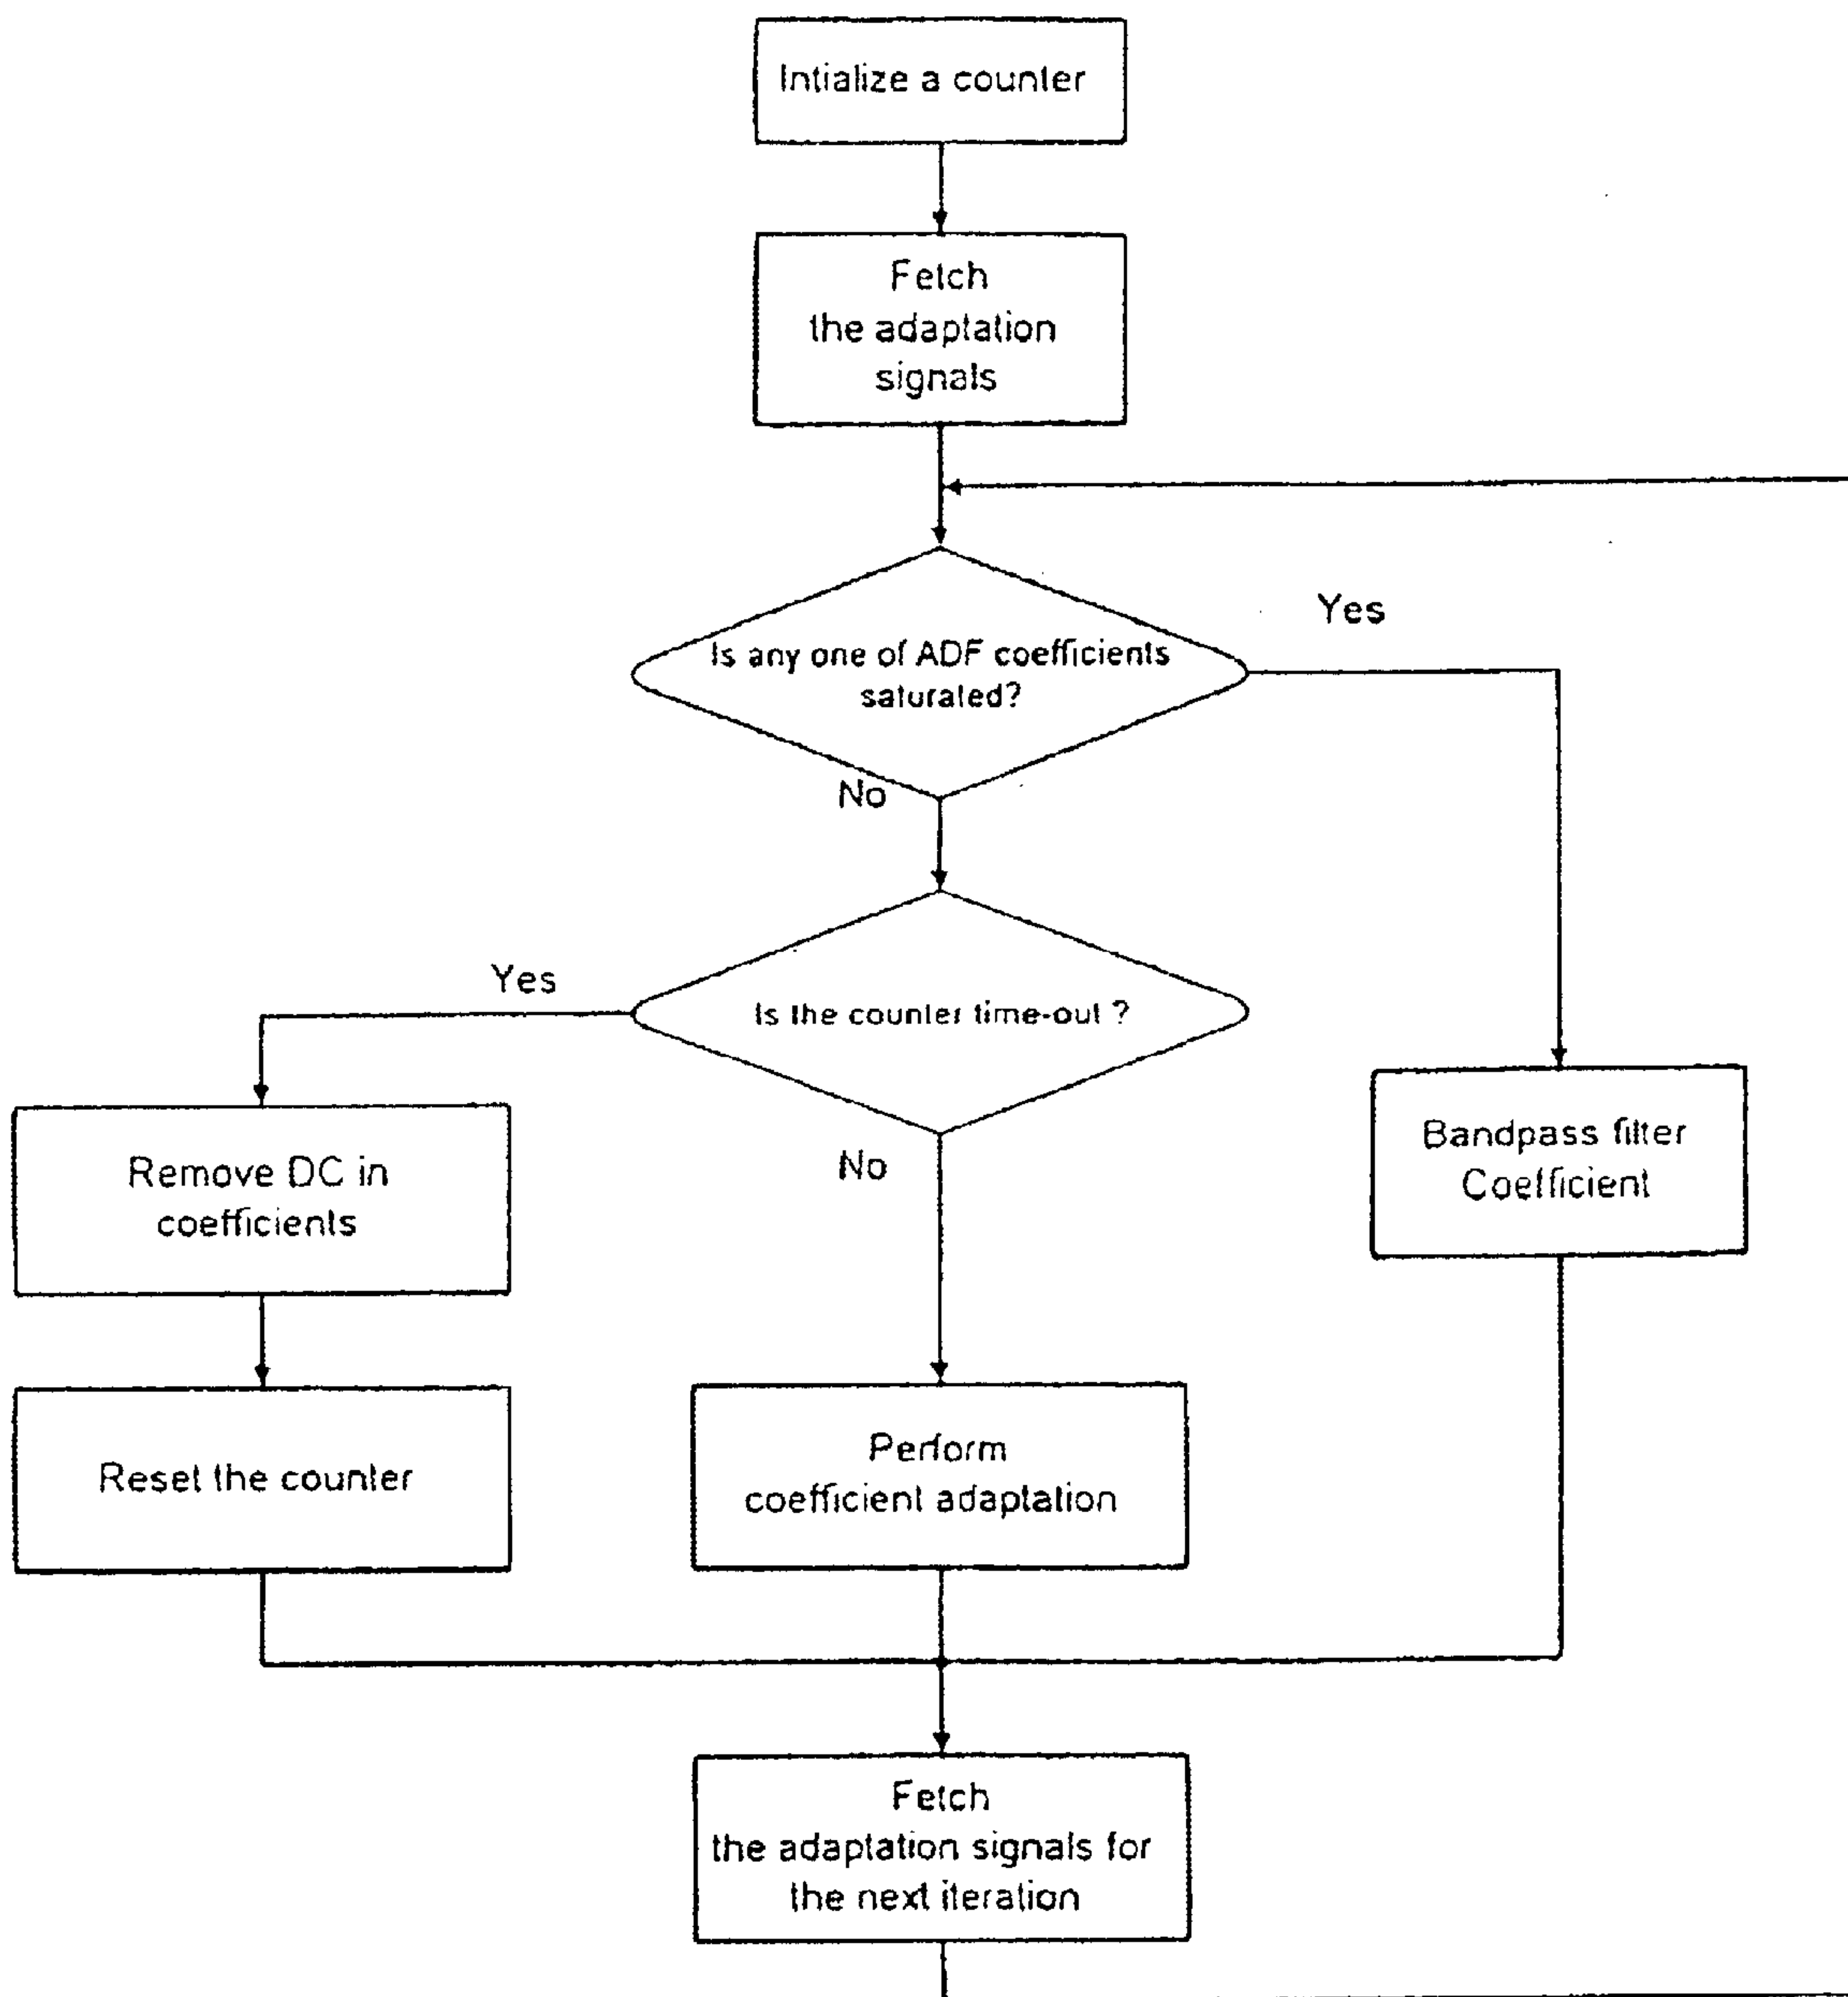 Intialize a counter
Fetch
the adaptation
signals
Yes
Is any one of ADF coefficients
saturated?
No
Yes
Is the counter time-out ?
No
Remove DC in
coefficients
Bandpass filter
Coefficient
Reset the counter
Perform
coefficient adaptation
Fetch
the adaptation signals for
the next iteration